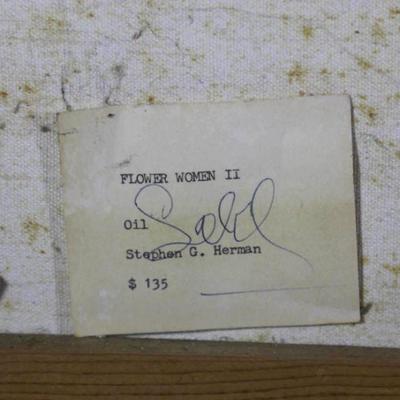 FLOWER WOMEN II
Oil
Sold
Stephen G. Herman
$ 135